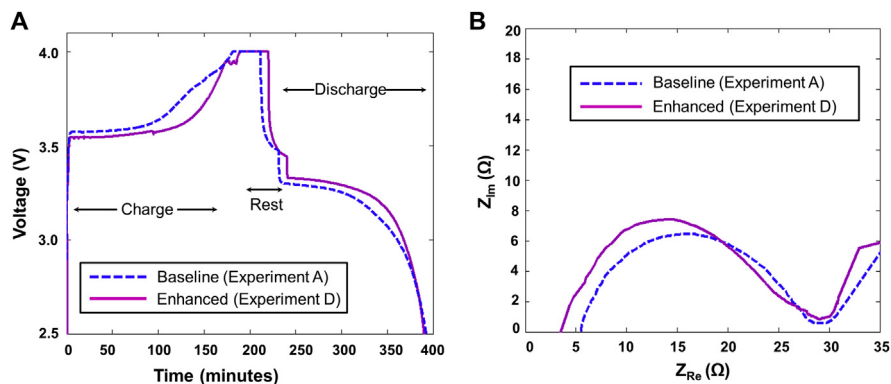 A
4.0
3.5
3.0
2.5
Voltage (V)
Discharge
Charge
Rest
Baseline (Experiment A)
Enhanced (Experiment D)
0 50 100 150 200 250 300 350 400
Time (minutes)
B
20
18
16
14
12
10
8
6
4
2
0
Z_Im (Ω)
Baseline (Experiment A)
Enhanced (Experiment D)
0 5 10 15 20 25 30 35
Z_Re (Ω)